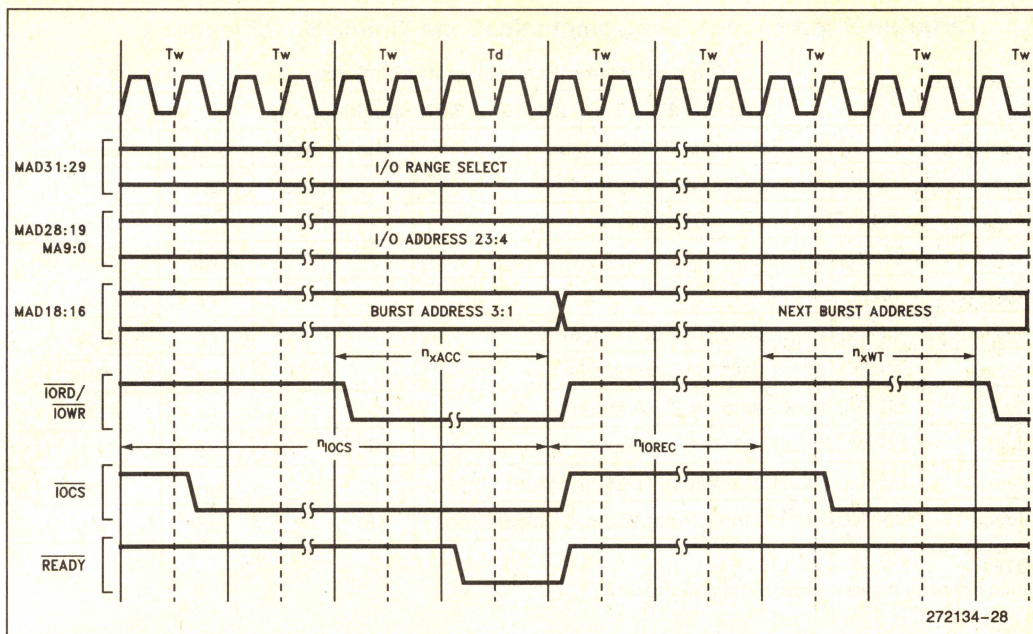 Tw Tw Tw Td Tw Tw Tw Tw Tw
MAD31:29
I/O RANGE SELECT
MAD28:19
MA9:0
I/O ADDRESS 23:4
MAD18:16
BURST ADDRESS 3:1
NEXT BURST ADDRESS
nxACC
nxWT
IORD/
IOWR
nIOCS
nIOREC
IOCS
READY
272134-28